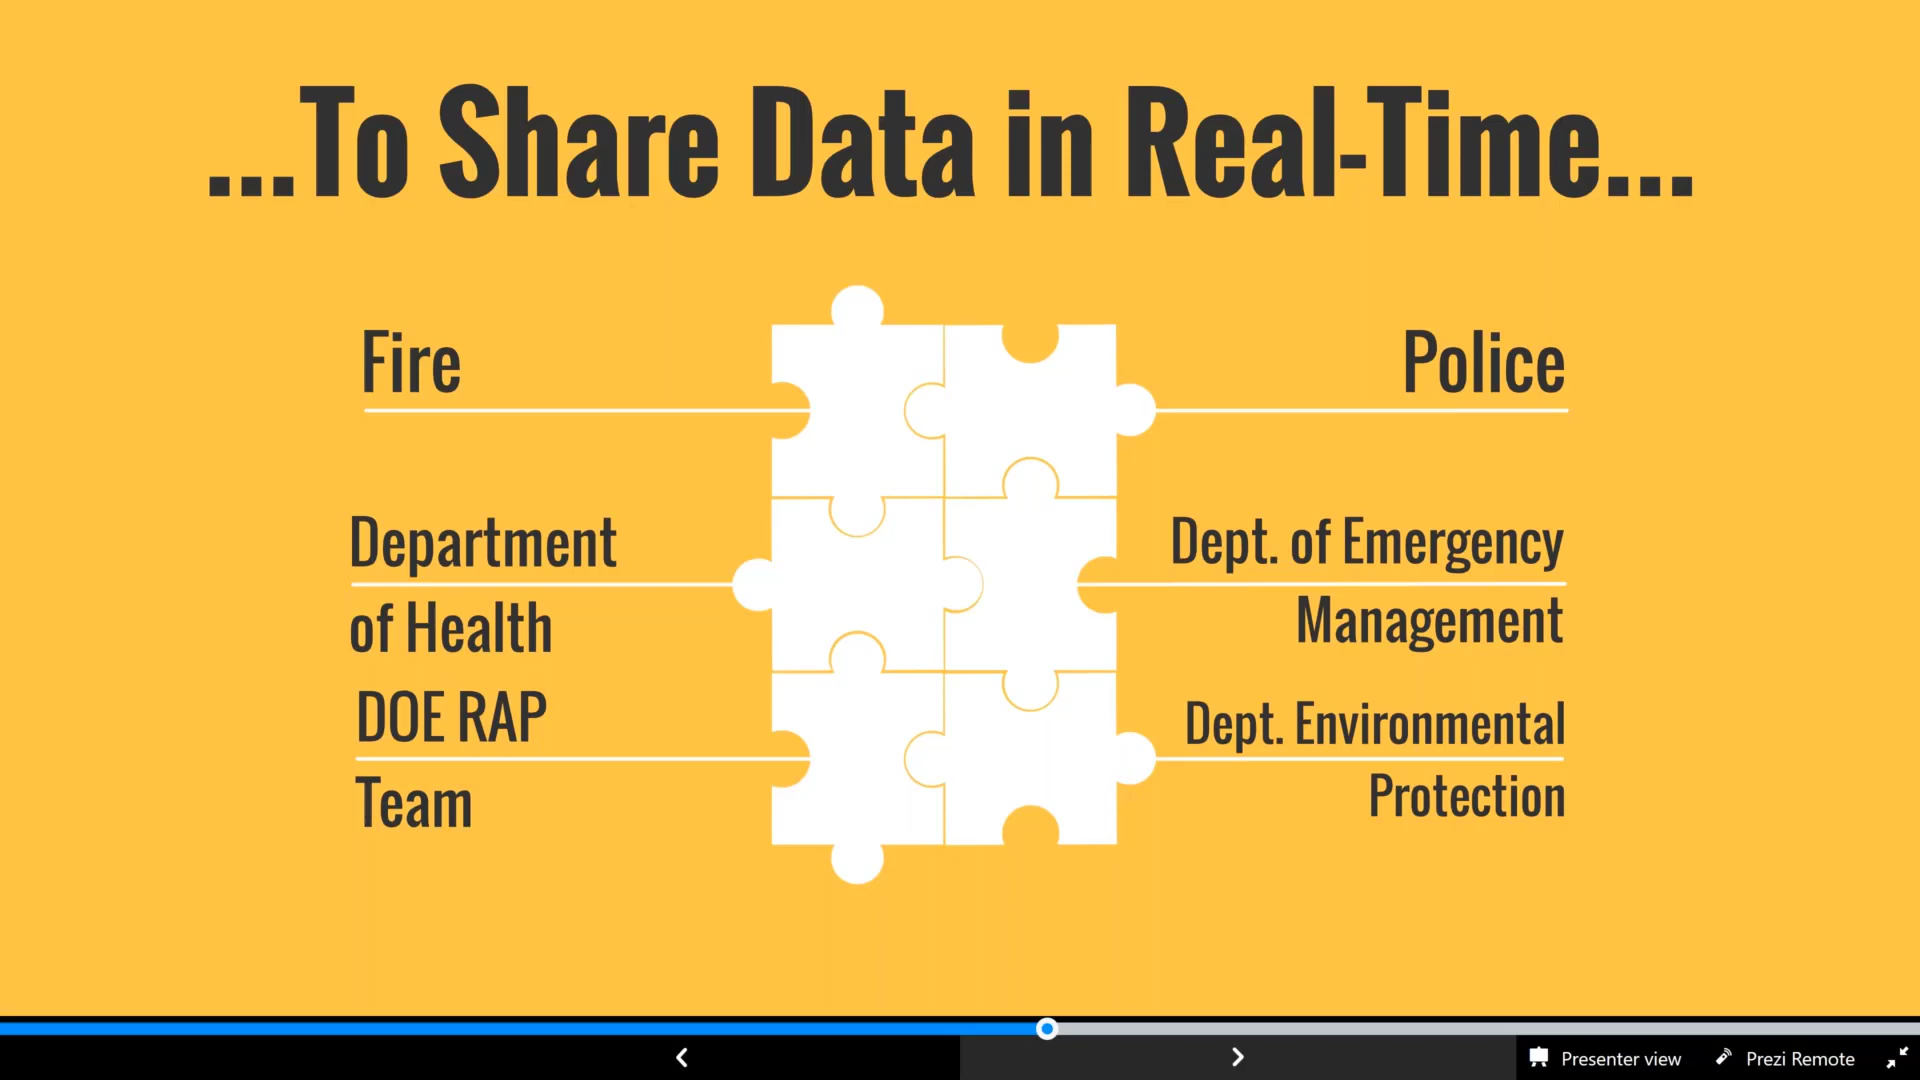 ...To Share Data in Real-Time...
Fire
Police
Department
of Health
Dept. of Emergency
Management
DOE RAP
Team
Dept. Environmental
Protection
Presenter view
Prezi Remote